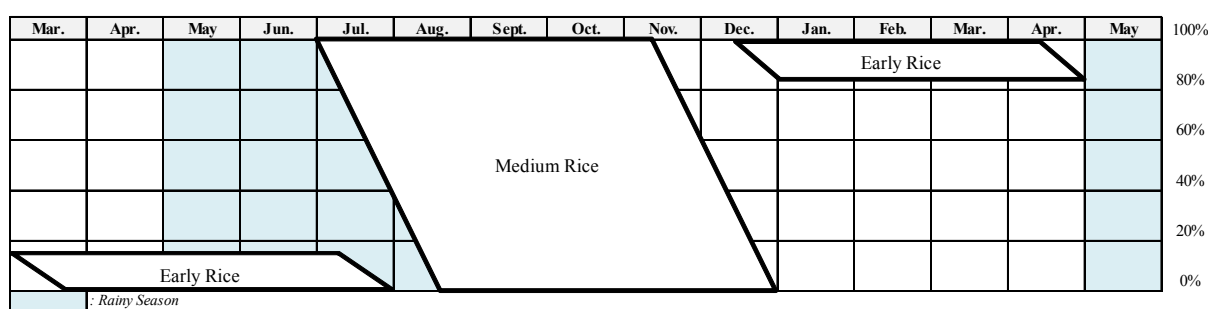 Mar. Apr. May Jun. Jul. Aug. Sept. Oct. Nov. Dec. Jan. Feb. Mar. Apr. May 100%
Early Rice
80%
60%
Medium Rice
40%
20%
Early Rice
0%
: Rainy Season